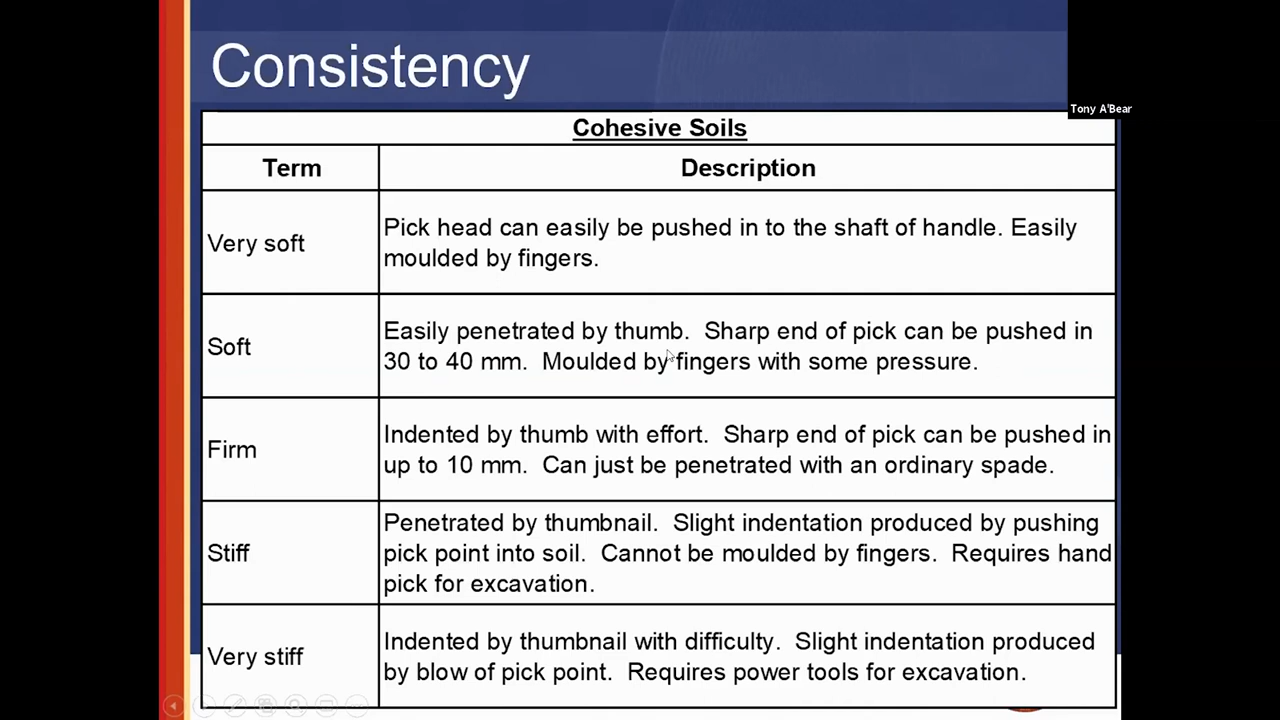 Consistency
Tony A'Bear
Cohesive Soils
Term
Description
Very soft
Pick head can easily be pushed in to the shaft of handle. Easily
moulded by fingers.
Soft
Easily penetrated by thumb. Sharp end of pick can be pushed in
30 to 40 mm. Moulded by fingers with some pressure.
Firm
Indented by thumb with effort. Sharp end of pick can be pushed in
up to 10 mm. Can just be penetrated with an ordinary spade.
Stiff
Penetrated by thumbnail. Slight indentation produced by pushing
pick point into soil. Cannot be moulded by fingers. Requires hand
pick for excavation.
Very stiff
Indented by thumbnail with difficulty. Slight indentation produced
by blow of pick point. Requires power tools for excavation.